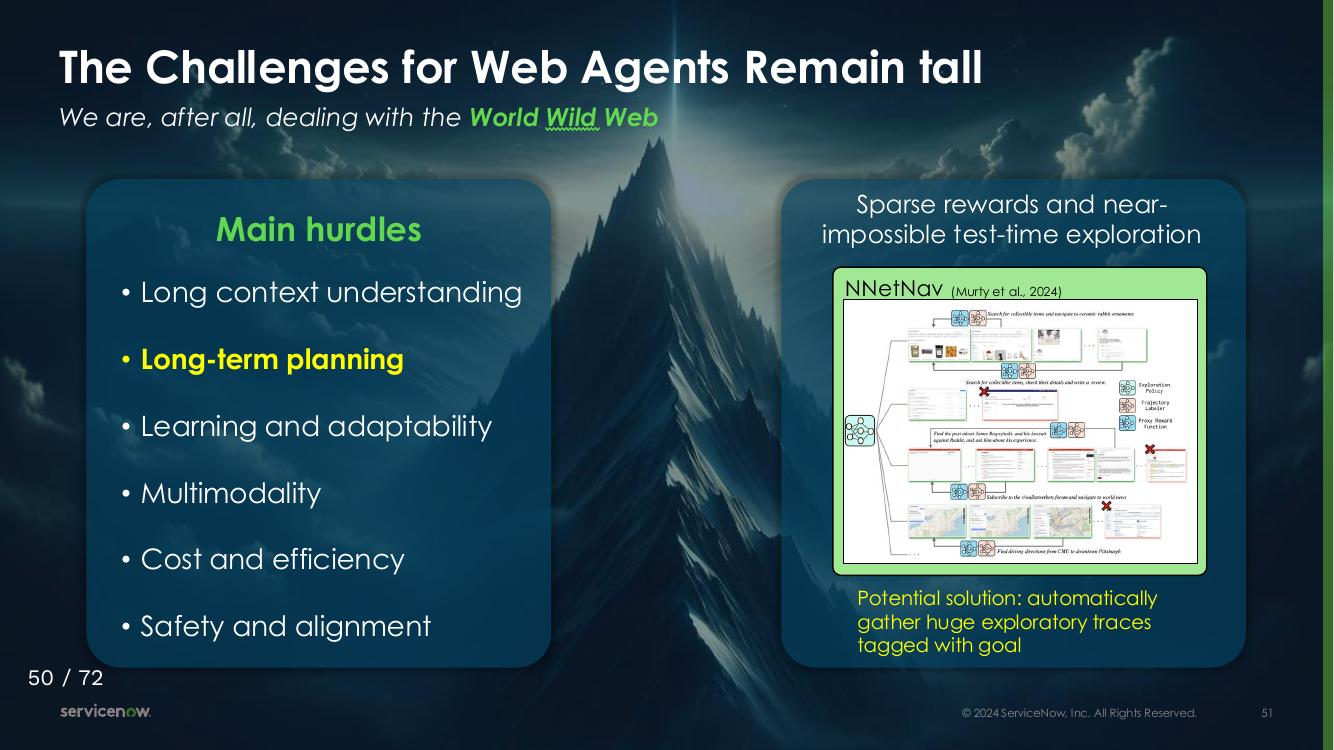 The Challenges for Web Agents Remain tall
We are, after all, dealing with the World Wild Web
Main hurdles
• Long context understanding
• Long-term planning
• Learning and adaptability
• Multimodality
• Cost and efficiency
• Safety and alignment
Sparse rewards and near-
impossible test-time exploration
NNetNav (Murty et al., 2024)
Search for collectible items and navigate to ceramic rabbit ornaments
Search for collectible items, check their details and write a review.
Exploration
Policy
Trajectory
Labeler
Proxy Reward
Function
Find the post about Jaime Rogozinski, and his lawsuit
against Reddit, and ask him about his experience.
Subscribe to the r/wallstreetbets forum and navigate to world news
Find driving directions from CMU to downtown Pittsburgh
Potential solution: automatically
gather huge exploratory traces
tagged with goal
50 / 72
servicenow.
© 2024 ServiceNow, Inc. All Rights Reserved.
51